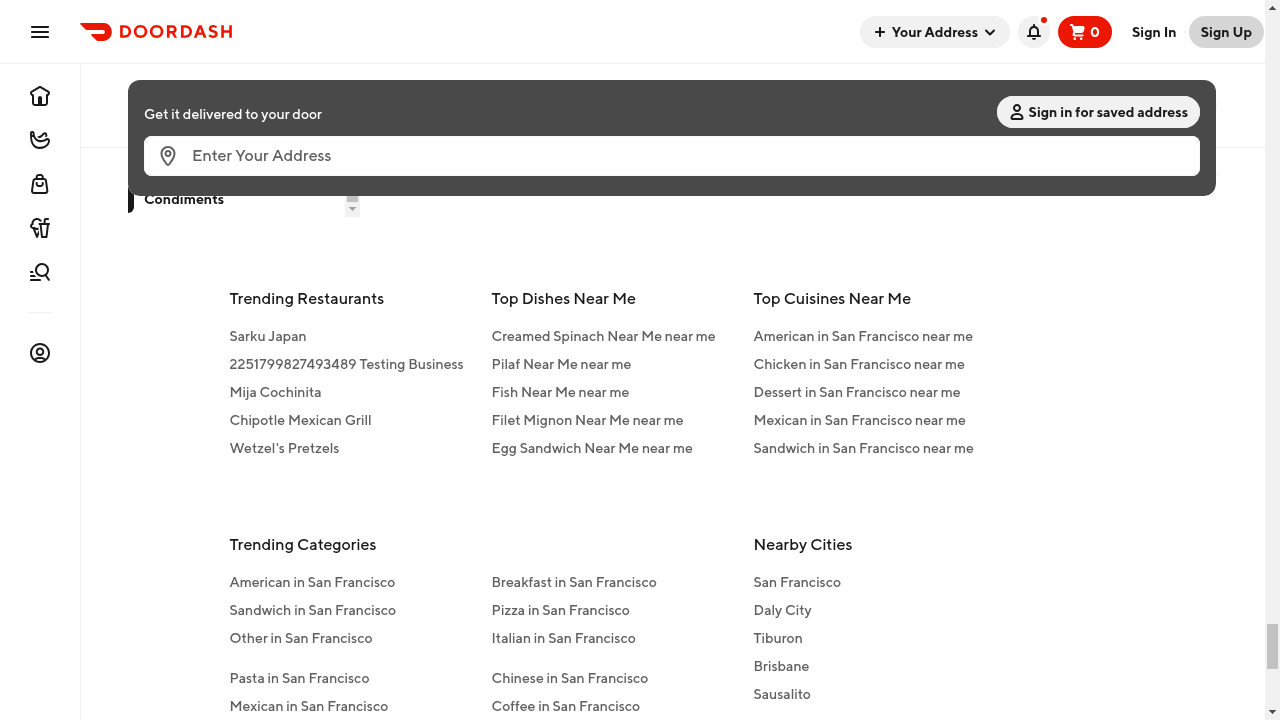 DOORDASH
Your Address
0
Sign In
Sign Up
Get it delivered to your door
Sign in for saved address
Enter Your Address
Condiments
Trending Restaurants
Sarku Japan
2251799827493489 Testing Business
Mija Cochinita
Chipotle Mexican Grill
Wetzel's Pretzels
Top Dishes Near Me
Creamed Spinach Near Me near me
Pilaf Near Me near me
Fish Near Me near me
Filet Mignon Near Me near me
Egg Sandwich Near Me near me
Top Cuisines Near Me
American in San Francisco near me
Chicken in San Francisco near me
Dessert in San Francisco near me
Mexican in San Francisco near me
Sandwich in San Francisco near me
Trending Categories
American in San Francisco
Sandwich in San Francisco
Other in San Francisco
Pasta in San Francisco
Mexican in San Francisco
Breakfast in San Francisco
Pizza in San Francisco
Italian in San Francisco
Chinese in San Francisco
Coffee in San Francisco
Nearby Cities
San Francisco
Daly City
Tiburon
Brisbane
Sausalito